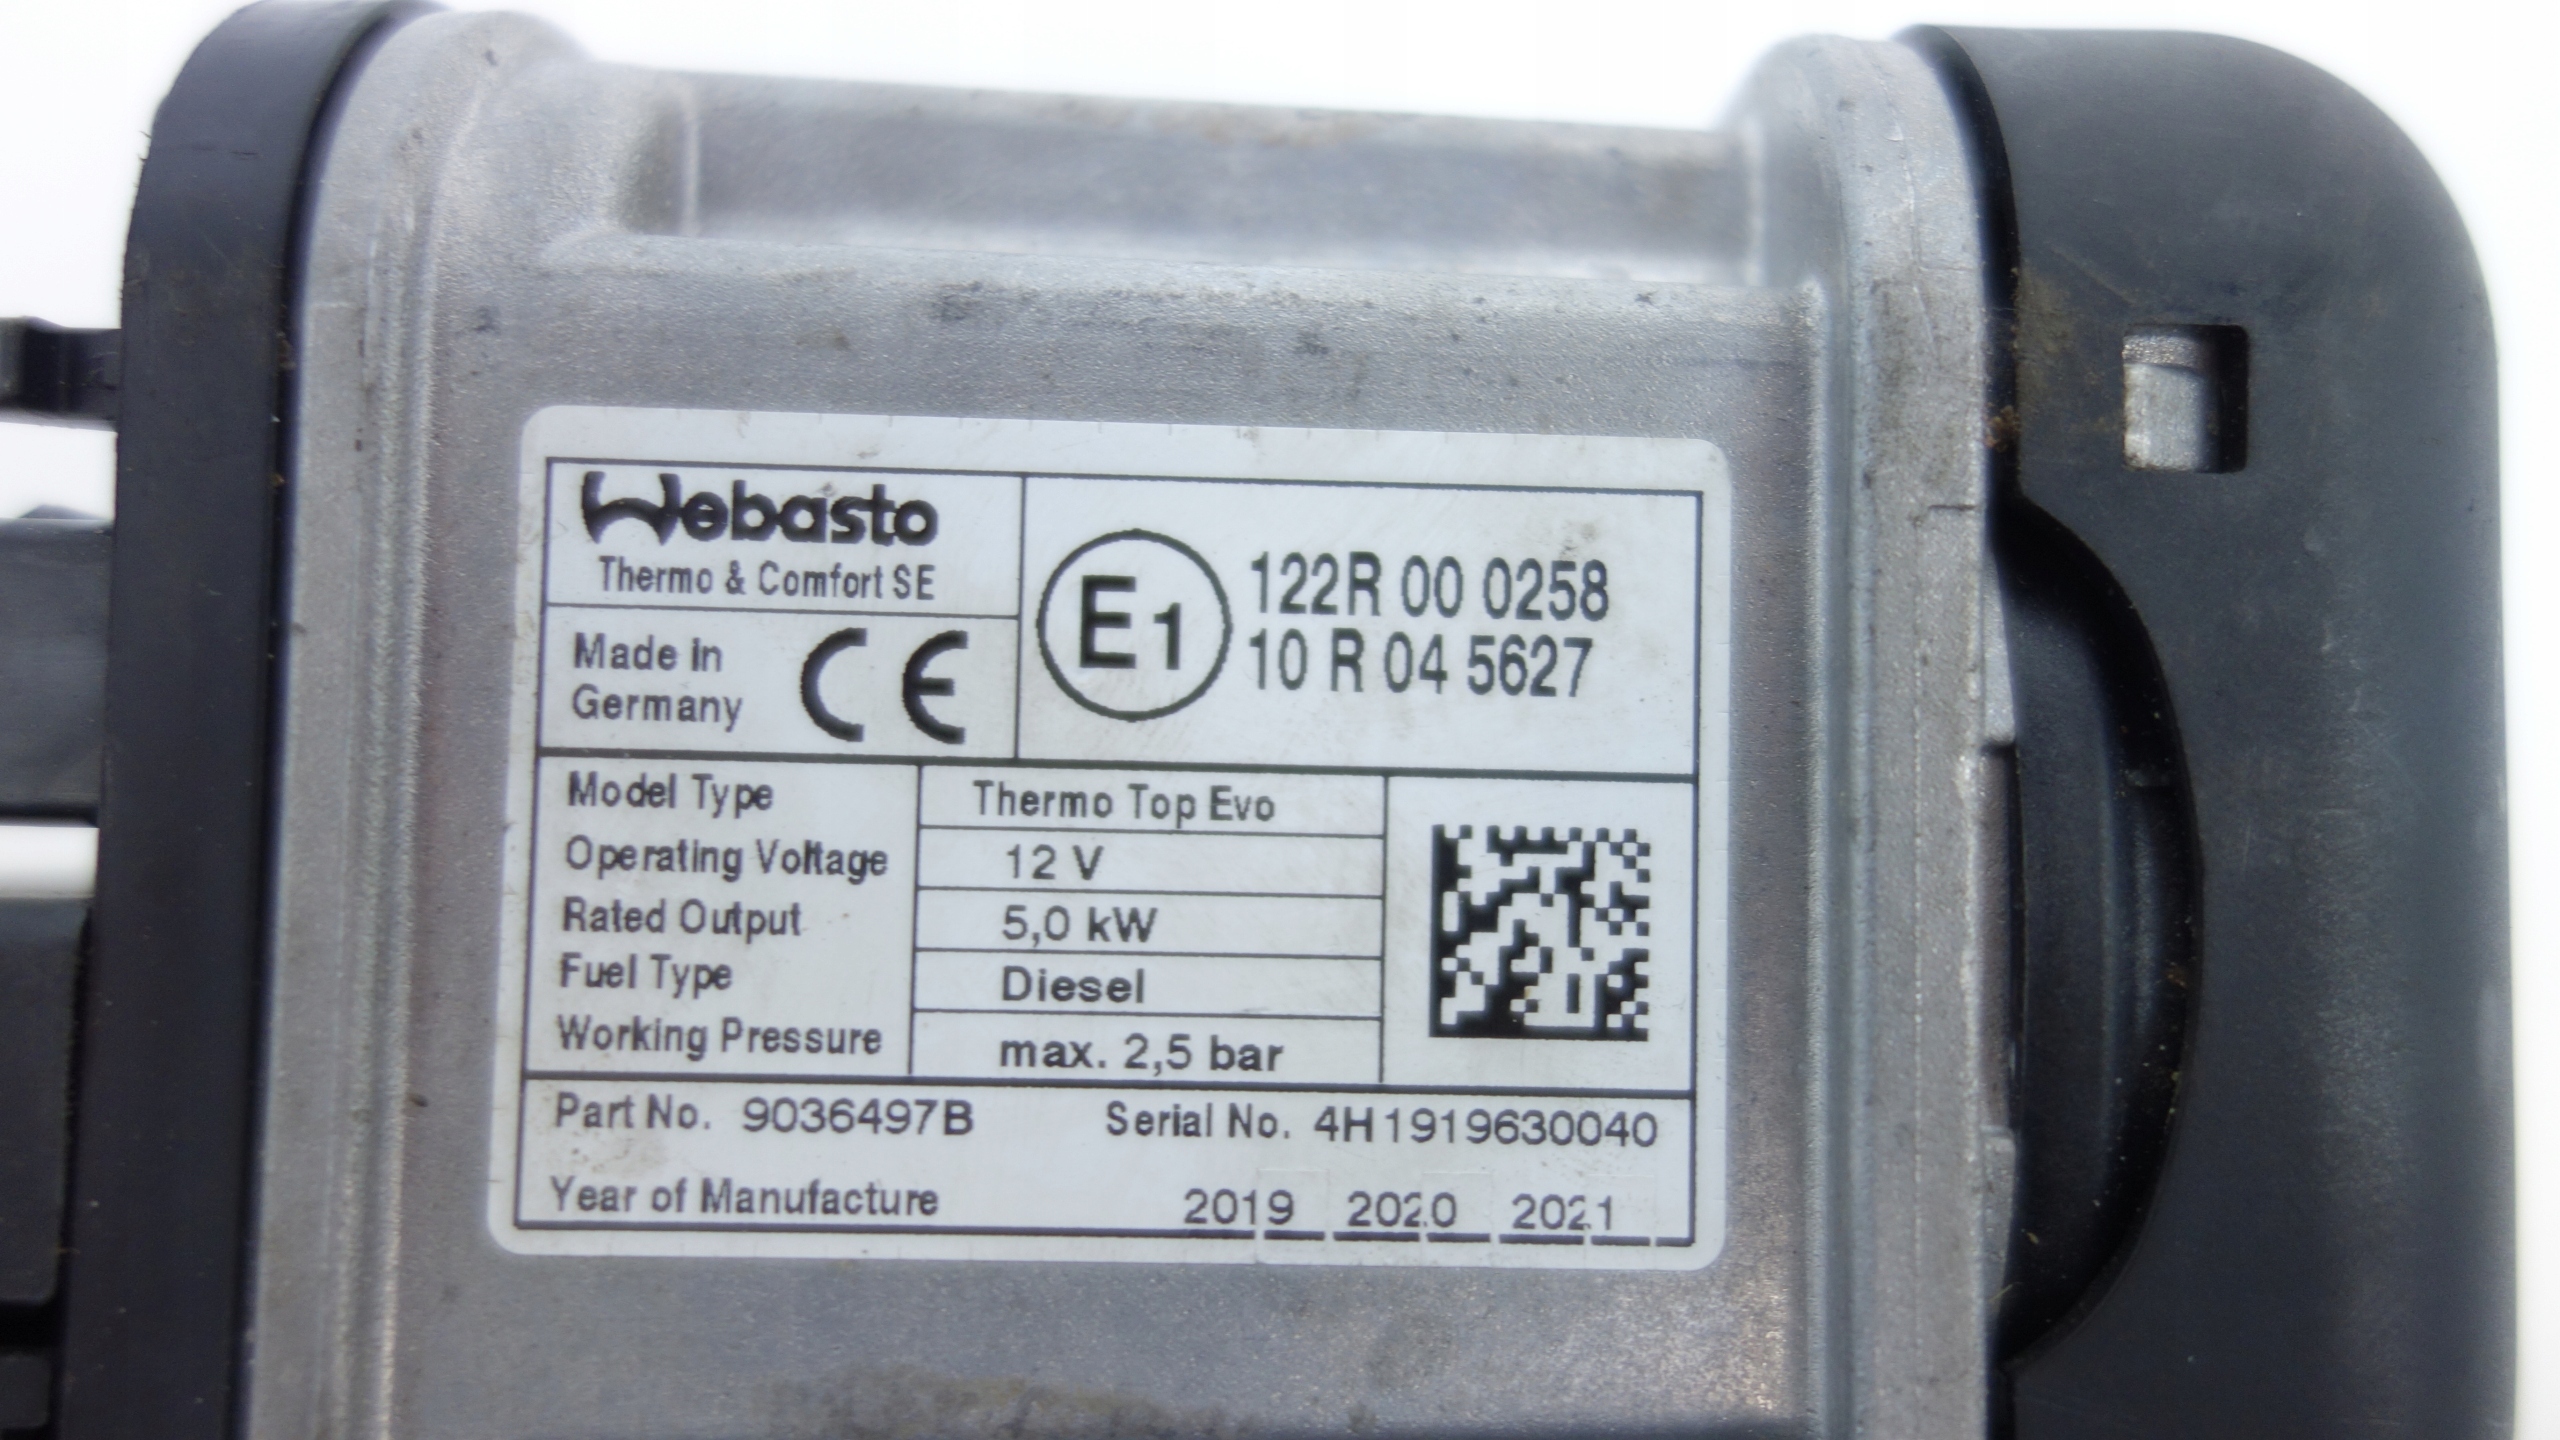 Webasto
Thermo & Comfort SE
Made in
Germany
CE
E1
122R 00 0258
10 R 04 5627
Model Type Thermo Top Evo
Operating Voltage 12 V
Rated Output 5,0 kW
Fuel Type Diesel
Working Pressure max. 2,5 bar
Part No. 9036497B Serial No. 4H1919630040
Year of Manufacture 2019 2020 2021